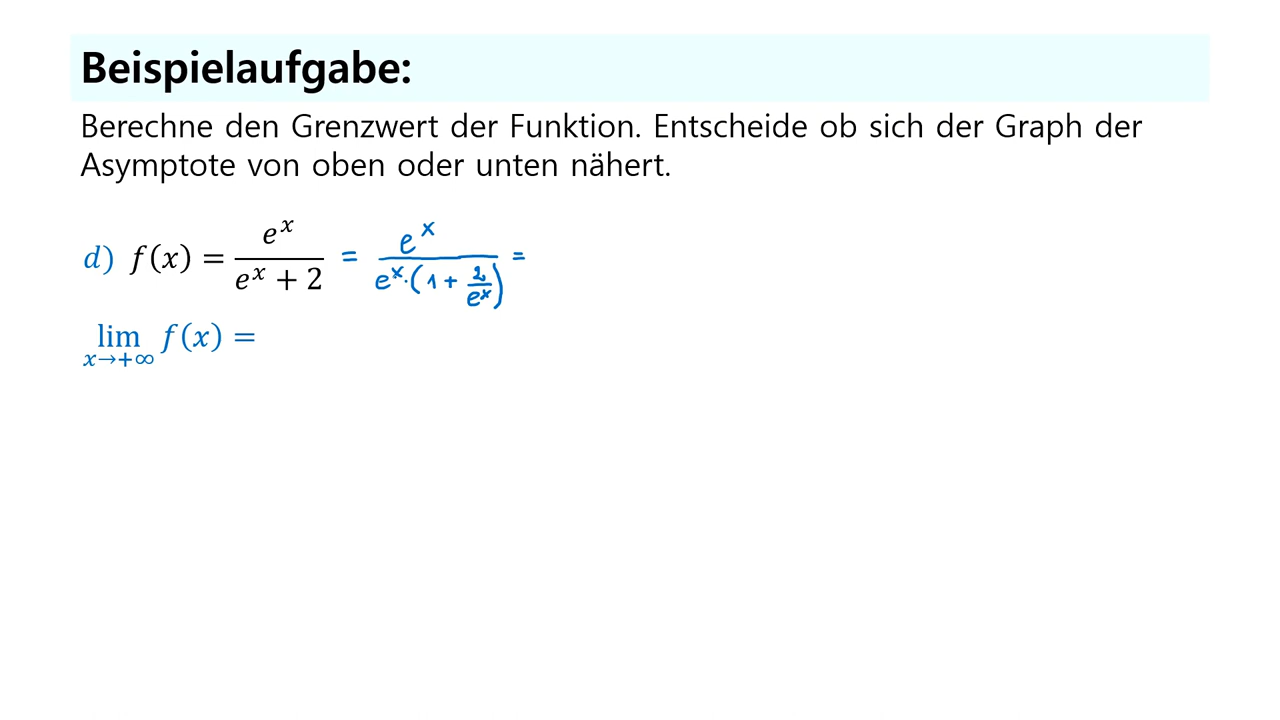 Beispielaufgabe:
Berechne den Grenzwert der Funktion. Entscheide ob sich der Graph der
Asymptote von oben oder unten nähert.
d) f(x) = e^x / (e^x + 2) = e^x / (e^x · (1 + 2/e^x)) =
lim x→+∞ f(x) =